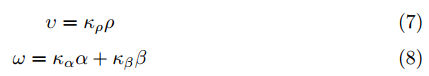 υ = κ_ρ ρ (7)
ω = κ_α α + κ_β β (8)